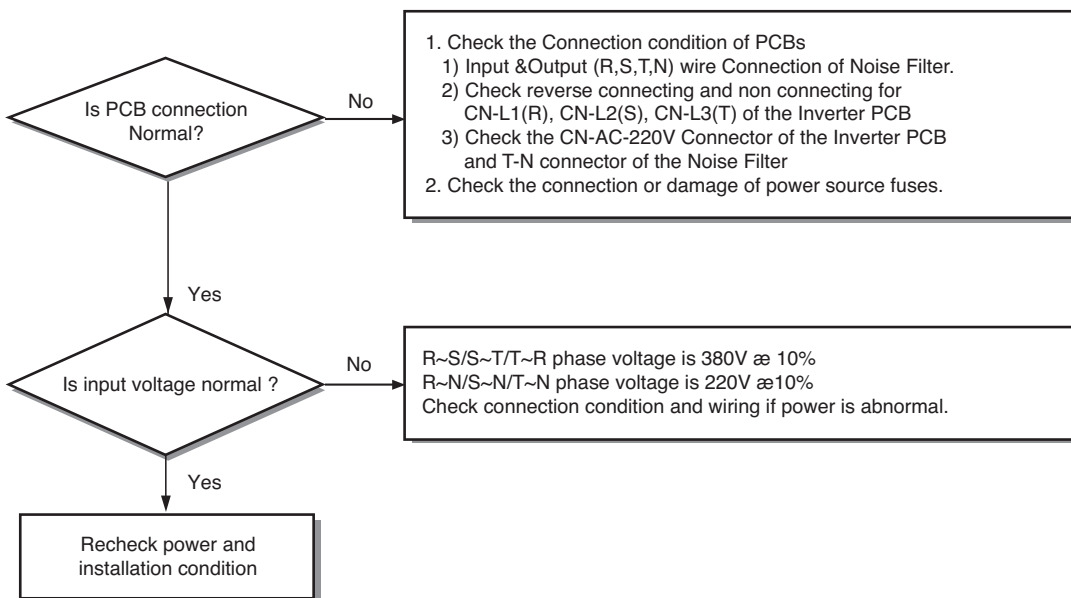 Is PCB connection
Normal?
No
1. Check the Connection condition of PCBs
1) Input &Output (R,S,T,N) wire Connection of Noise Filter.
2) Check reverse connecting and non connecting for
CN-L1(R), CN-L2(S), CN-L3(T) of the Inverter PCB
3) Check the CN-AC-220V Connector of the Inverter PCB
and T-N connector of the Noise Filter
2. Check the connection or damage of power source fuses.
Yes
Is input voltage normal ?
No
R~S/S~T/T~R phase voltage is 380V æ 10%
R~N/S~N/T~N phase voltage is 220V æ10%
Check connection condition and wiring if power is abnormal.
Yes
Recheck power and
installation condition